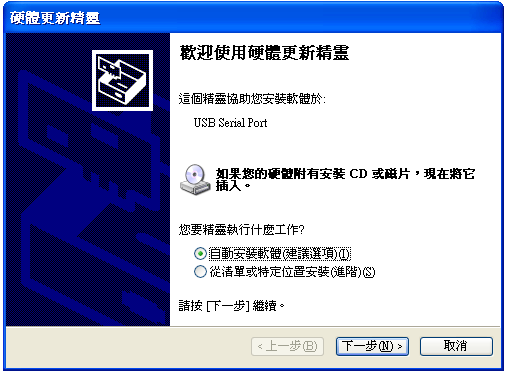 硬體更新精靈
歡迎使用硬體更新精靈
這個精靈協助您安裝軟體於:
USB Serial Port
如果您的硬體附有安裝 CD 或磁片，現在將它
插入。
您要精靈執行什麼工作?
自動安裝軟體(建議選項)(I)
從清單或特定位置安裝(進階)(S)
請按 [下一步] 繼續。
< 上一步(B)
下一步(N) >
取消